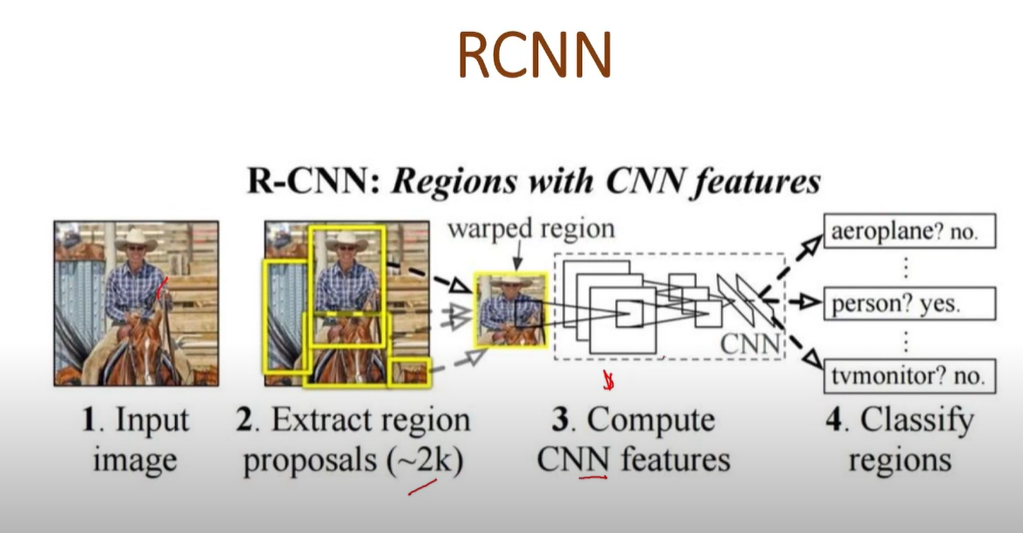 RCNN
R-CNN: Regions with CNN features
warped region
aeroplane? no.
person? yes.
CNN
tvmonitor? no.
1. Input
image
2. Extract region
proposals (~2k)
3. Compute
CNN features
4. Classify
regions